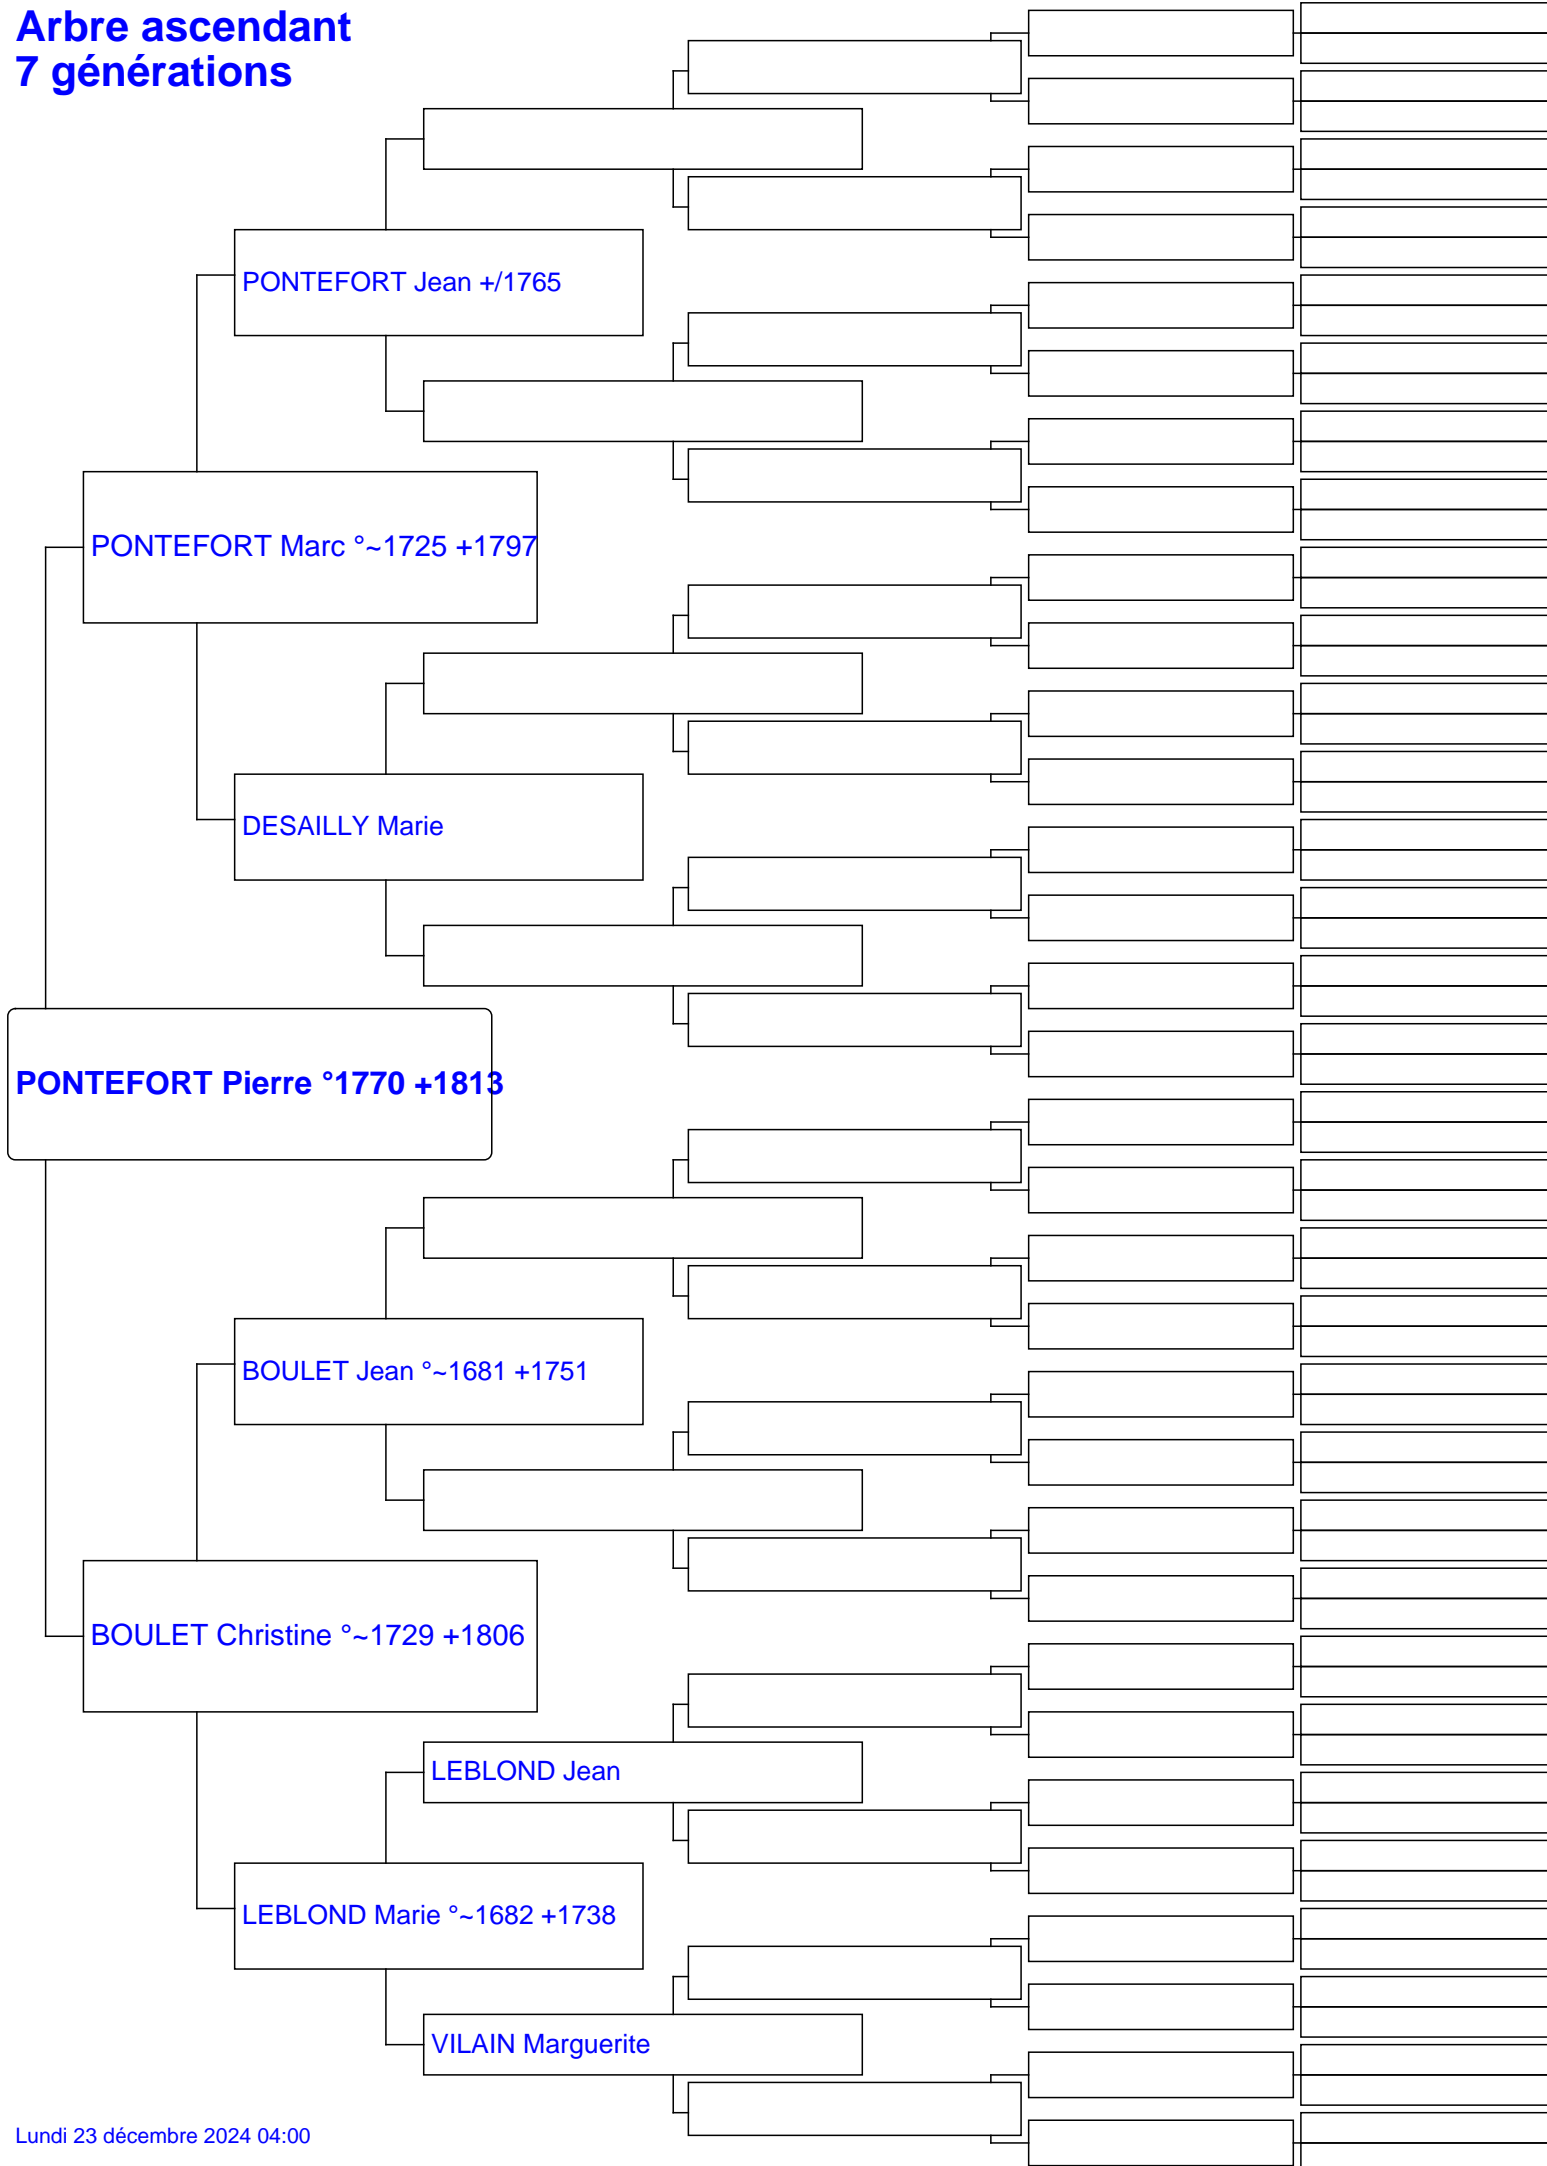 Arbre ascendant
7 générations
PONTEFORT Jean +/1765
PONTEFORT Marc °~1725 +1797
DESAILLY Marie
PONTEFORT Pierre °1770 +1813
BOULET Jean °~1681 +1751
BOULET Christine °~1729 +1806
LEBLOND Jean
LEBLOND Marie °~1682 +1738
VILAIN Marguerite
Lundi 23 décembre 2024 04:00